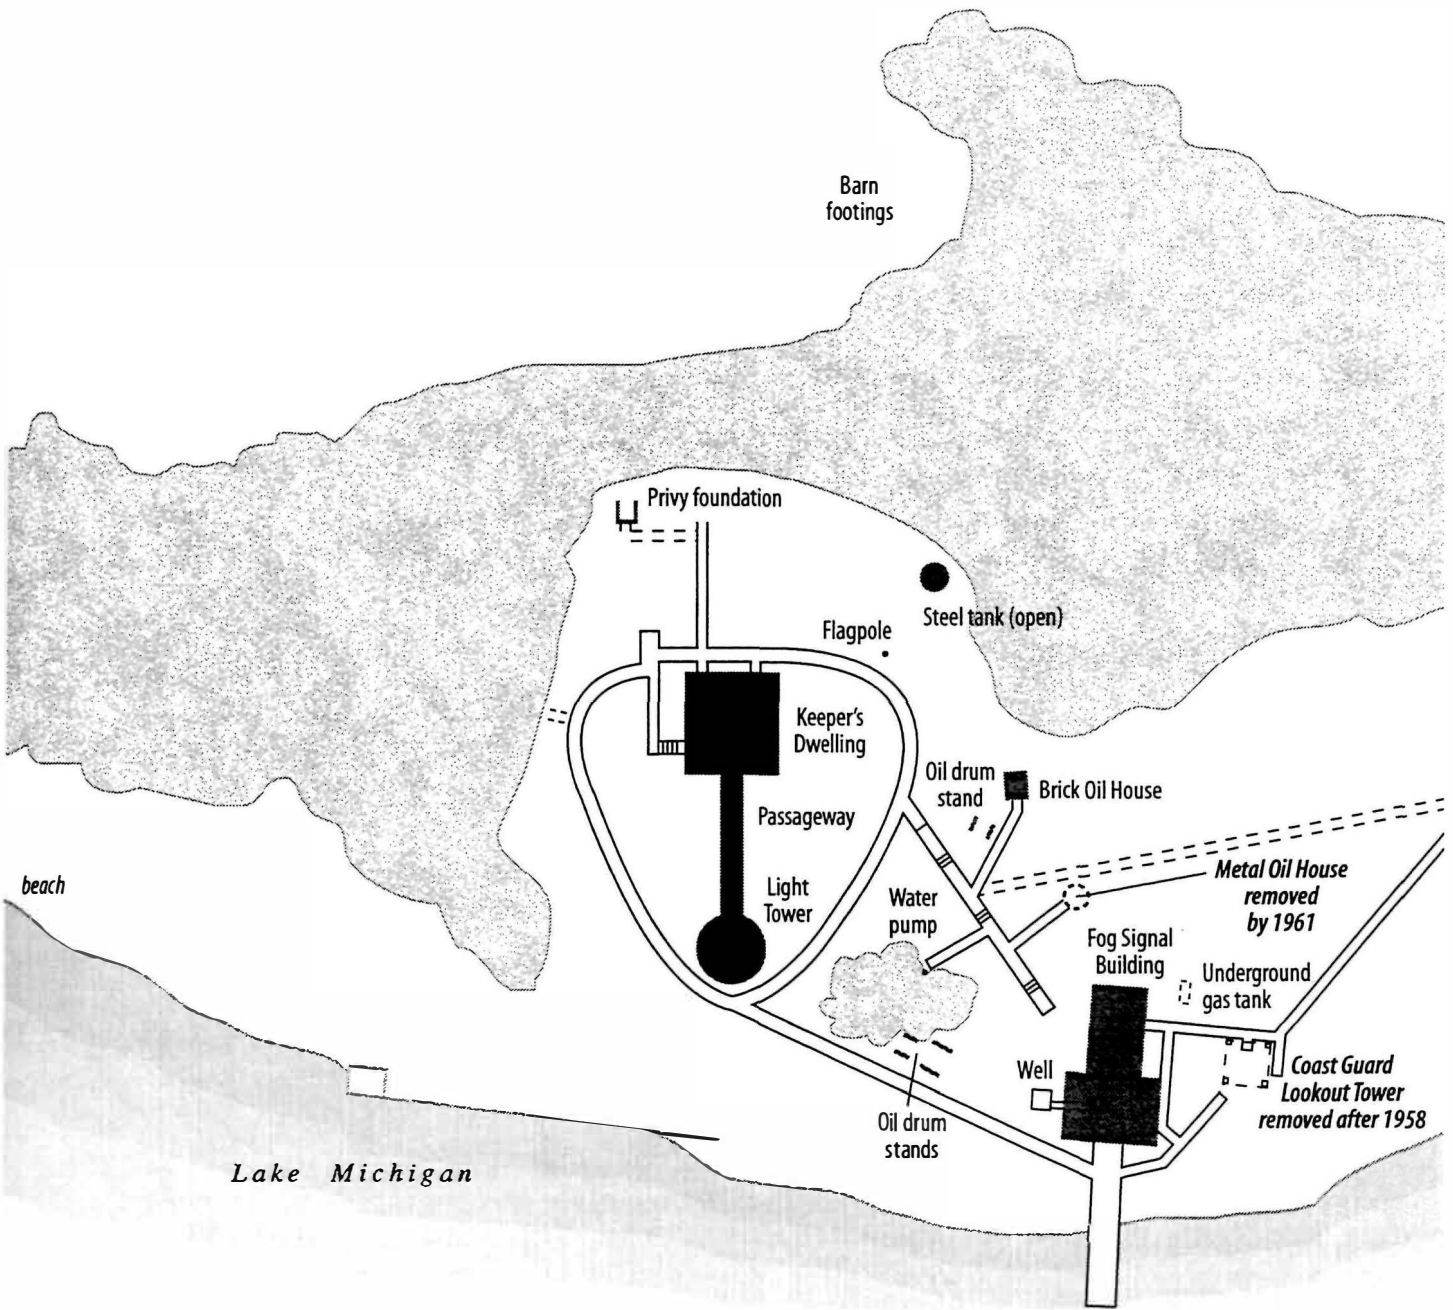 Barn
footings
Privy foundation
Steel tank (open)
Flagpole
Keeper's
Dwelling
Oil drum
stand
Brick Oil House
Passageway
Metal Oil House
removed
by 1961
beach
Light
Tower
Water
pump
Fog Signal
Building
Underground
gas tank
Well
Coast Guard
Lookout Tower
removed after 1958
Oil drum
stands
Lake Michigan